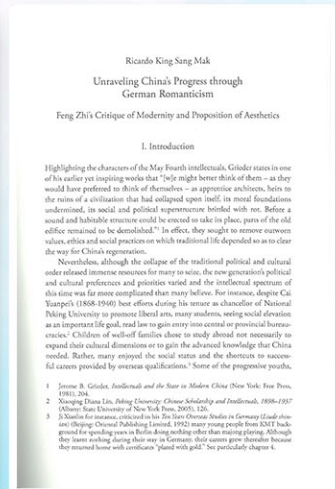 Ricardo King Sang Mak
Unraveling China's Progress through
German Romanticism
Feng Zhi's Critique of Modernity and Proposition of Aesthetics
I. Introduction
Highlighting the characters of the May Fourth intellectuals, Grieder states in one
of his earlier yet inspiring works that "[w]e might better think of them – as they
would have preferred to think of themselves – as apprentice architects, heirs to
the ruins of a civilization that had collapsed upon itself, its moral foundations
undermined, its social and political superstructure brindled with rot. Before a
sound and habitable structure could be erected to take its place, parts of the old
edifice remained to be demolished."1 In effect, they sought to remove outworn
values, ethics and social practices on which traditional life depended so as to clear
the way for China's regeneration.
Nevertheless, although the collapse of the traditional political and cultural
order released immense resources for many to seize, the new generation's political
and cultural preferences and priorities varied and the intellectual spectrum of
this time was far more complicated than many believe. For instance, despite Cai
Yuanpei's (1868-1940) best efforts during his tenure as chancellor of National
Peking University to promote liberal arts, many students, seeing social elevation
as an important life goal, read law to gain entry into central or provincial bureau-
cracies.2 Children of well-off families chose to study abroad not necessarily to
expand their cultural dimensions or to gain the advanced knowledge that China
needed. Rather, many enjoyed the social status and the shortcuts to success-
ful careers provided by overseas qualifications.3 Some of the progressive youths,
1 Jerome B. Grieder, Intellectuals and the State in Modern China (New York: Free Press,
1981), 204.
2 Xiaoqing Diana Lin, Peking University: Chinese Scholarship and Intellectuals, 1898–1937
(Albany: State University of New York Press, 2005), 126.
3 Ji Xianlin for instance, criticized in his Ten Years Overseas Studies in Germany (Liude shin-
ian) (Beijing: Oriental Publishing Limited, 1992) many young people from KMT back-
ground for spending years in Berlin doing nothing other than mahjong playing. Although
they learns nothing during their stay in Germany, their careers grew thereafter because
they returned home with certificates "plated with gold." See particularly chapter 4.